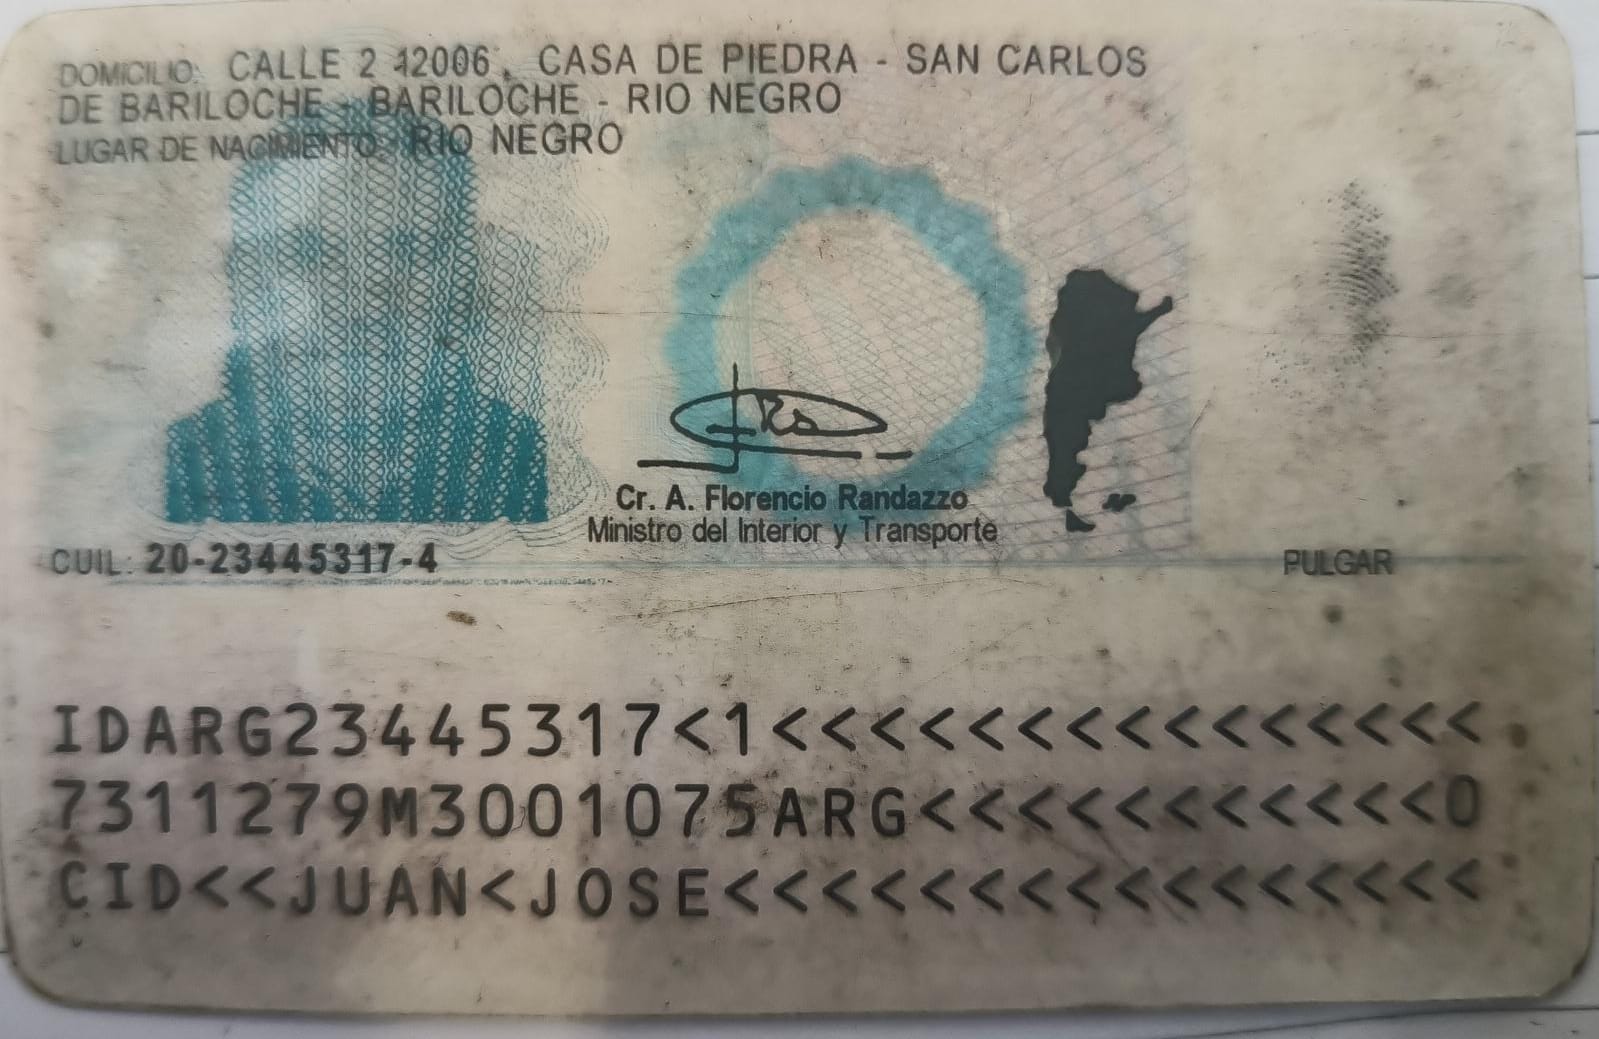 DOMICILIO: CALLE 2 12006, CASA DE PIEDRA - SAN CARLOS
DE BARILOCHE - BARILOCHE - RIO NEGRO
LUGAR DE NACIMIENTO: RIO NEGRO
Cr. A. Florencio Randazzo
Ministro del Interior y Transporte
CUIL: 20-23445317-4
PULGAR
IDARG23445317<1<<<<<<<<<<<<<<<
7311279M3001075ARG<<<<<<<<<<<0
CID<<JUAN<JOSE<<<<<<<<<<<<<<<<